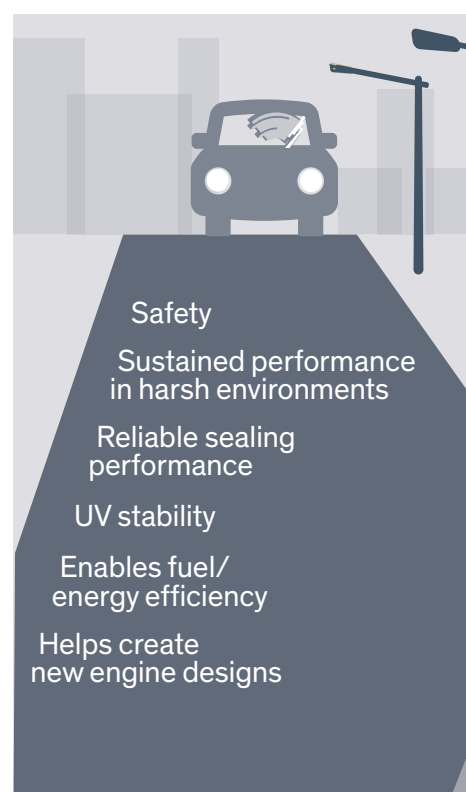 Safety
Sustained performance
in harsh environments
Reliable sealing
performance
UV stability
Enables fuel/
energy efficiency
Helps create
new engine designs